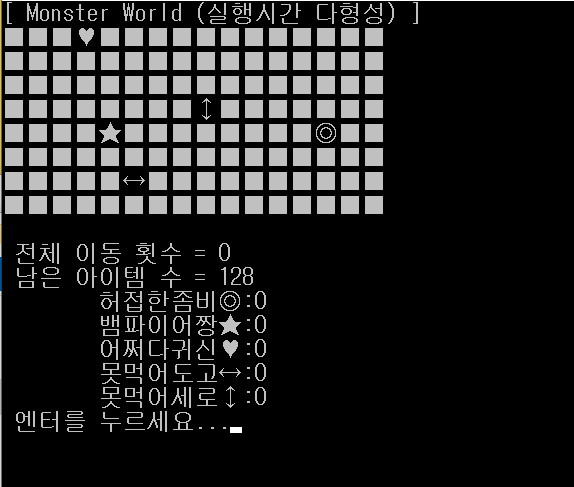 [ Monster World (실행시간 다형성) ]
전체 이동 횟수 = 0
남은 아이템 수 = 128
허접한좀비◎:0
뱀파이어짱★:0
어쩌다귀신♥:0
못먹어도고↔:0
못먹어세로↕:0
엔터를 누르세요...